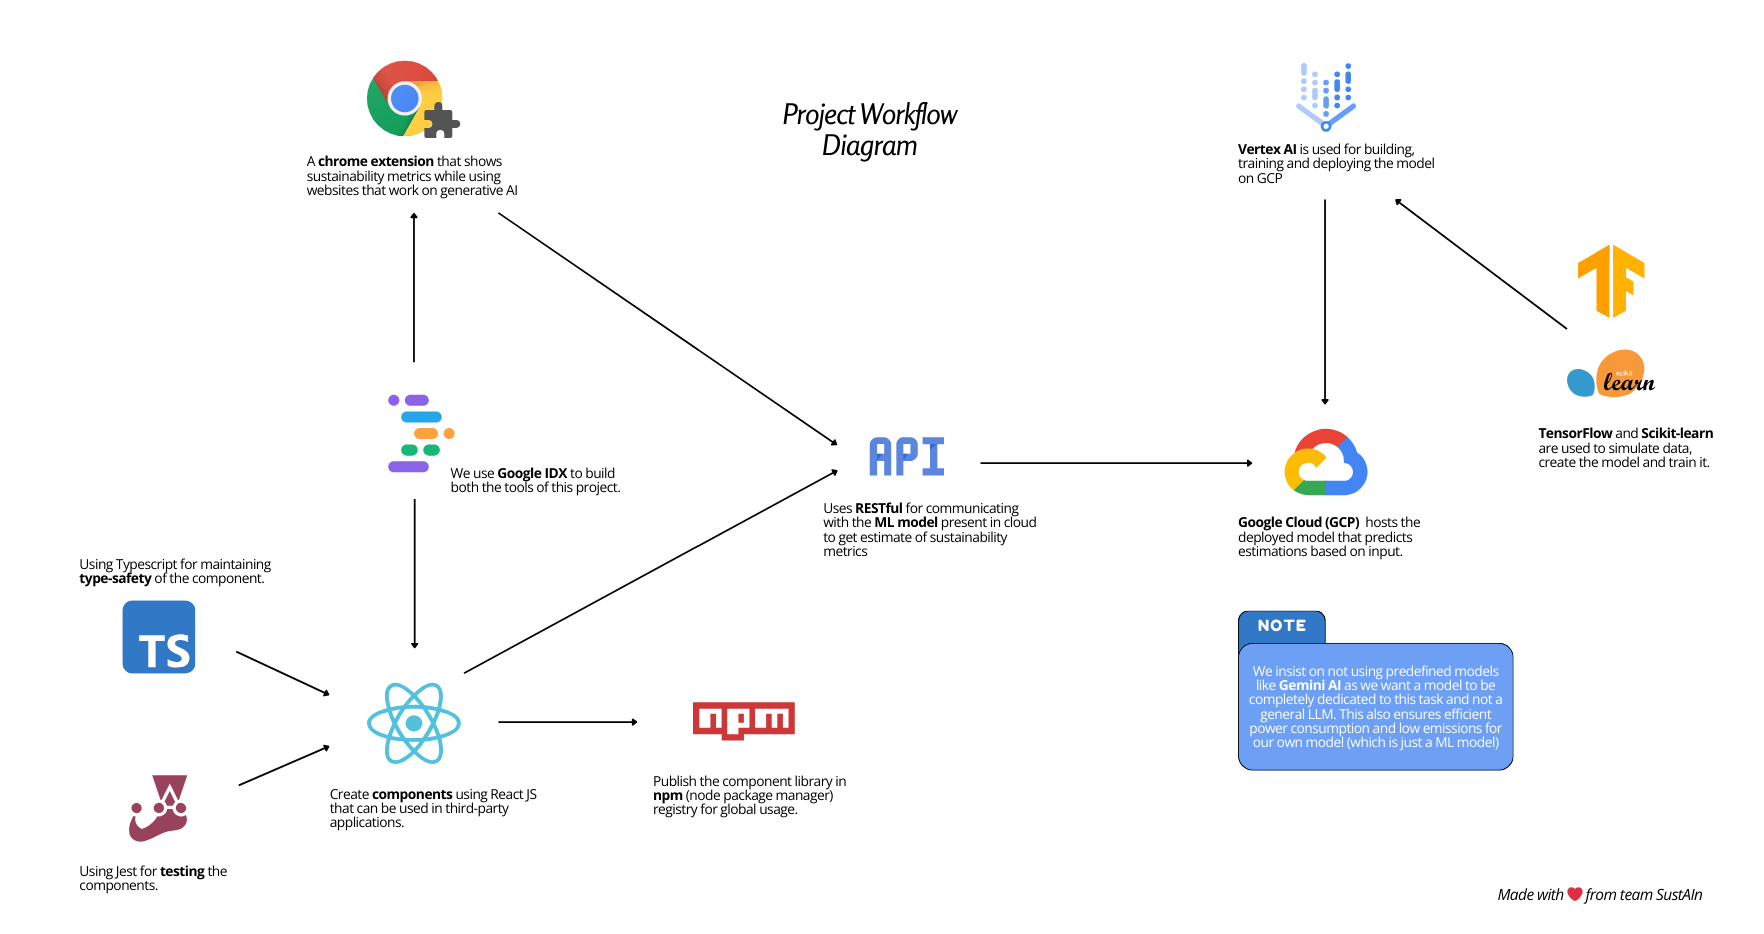 Project Workflow
Diagram
A chrome extension that shows
sustainability metrics while using
websites that work on generative AI
Vertex AI is used for building,
training and deploying the model
on GCP
scikit
learn
TensorFlow and Scikit-learn
are used to simulate data,
create the model and train it.
We use Google IDX to build
both the tools of this project.
API
Uses RESTful for communicating
with the ML model present in cloud
to get estimate of sustainability
metrics
Google Cloud (GCP) hosts the
deployed model that predicts
estimations based on input.
Using Typescript for maintaining
type-safety of the component.
TS
npm
Create components using React JS
that can be used in third-party
applications.
Publish the component library in
npm (node package manager)
registry for global usage.
Using Jest for testing the
components.
NOTE
We insist on not using predefined models
like Gemini AI as we want a model to be
completely dedicated to this task and not a
general LLM. This also ensures efficient
power consumption and low emissions for
our own model (which is just a ML model)
Made with ❤ from team SustAIn